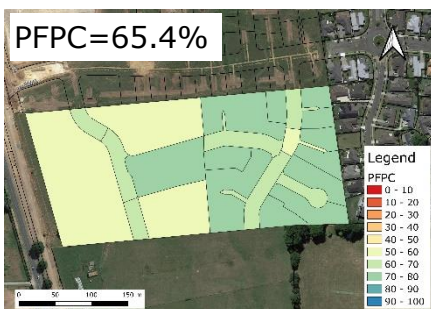 PFPC=65.4%
Legend
PFPC
0 - 10
10 - 20
20 - 30
30 - 40
40 - 50
50 - 60
60 - 70
70 - 80
80 - 90
90 - 100
0 50 100 150 m